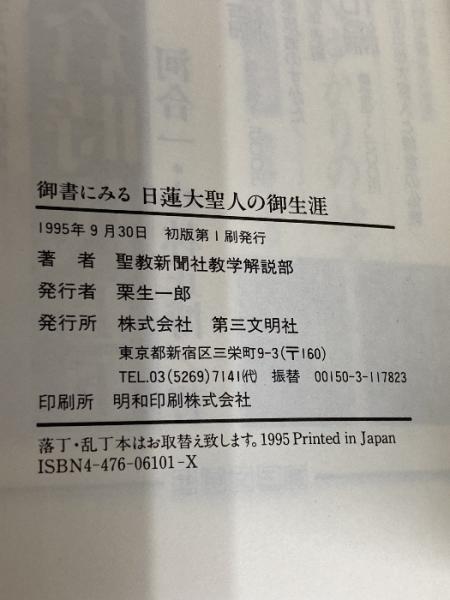 御書にみる 日蓮大聖人の御生涯
1995年9月30日 初版第1刷発行
著 者 聖教新聞社教学解説部
発行者 栗生一郎
発行所 株式会社 第三文明社
東京都新宿区三栄町9-3(〒160)
TEL.03(5269)7141㈹ 振替 00150-3-117823
印刷所 明和印刷株式会社
落丁・乱丁本はお取替え致します。1995 Printed in Japan
ISBN4-476-06101-X